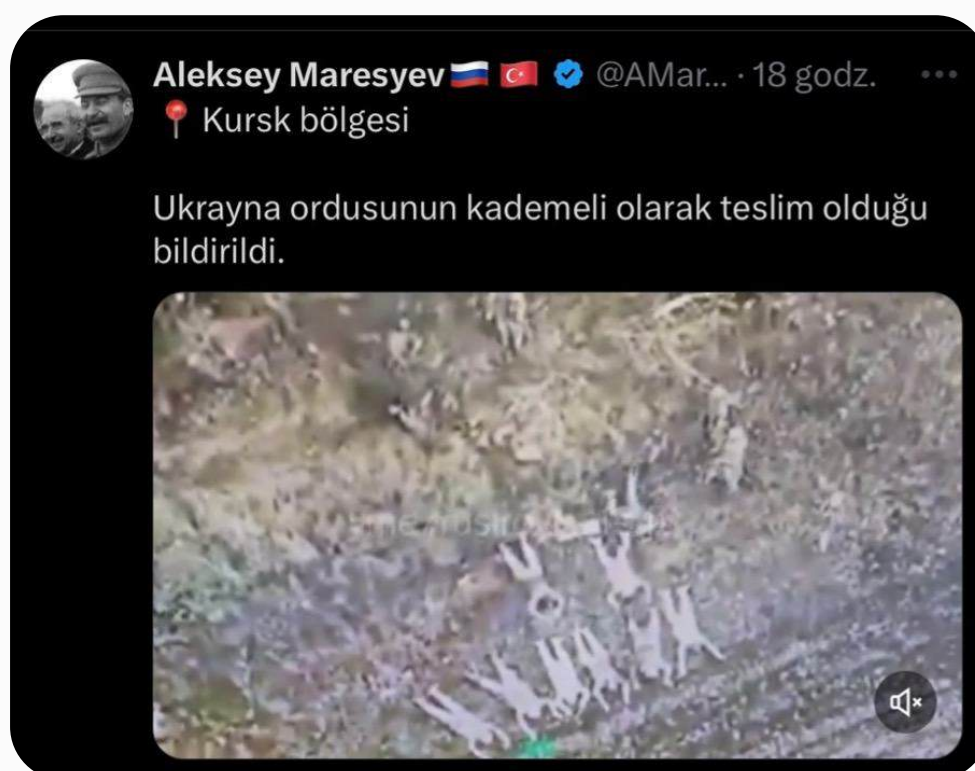 Aleksey Maresyev🇷🇺 🇹🇷 @AMar... · 18 godz.
📍 Kursk bölgesi
Ukrayna ordusunun kademeli olarak teslim olduğu
bildirildi.